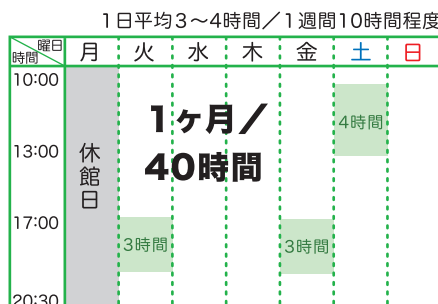 1日平均3〜4時間／1週間10時間程度
曜日
時間
月 火 水 木 金 土 日
10:00
1ヶ月／
40時間
4時間
13:00
休館日
17:00
3時間
3時間
20:30